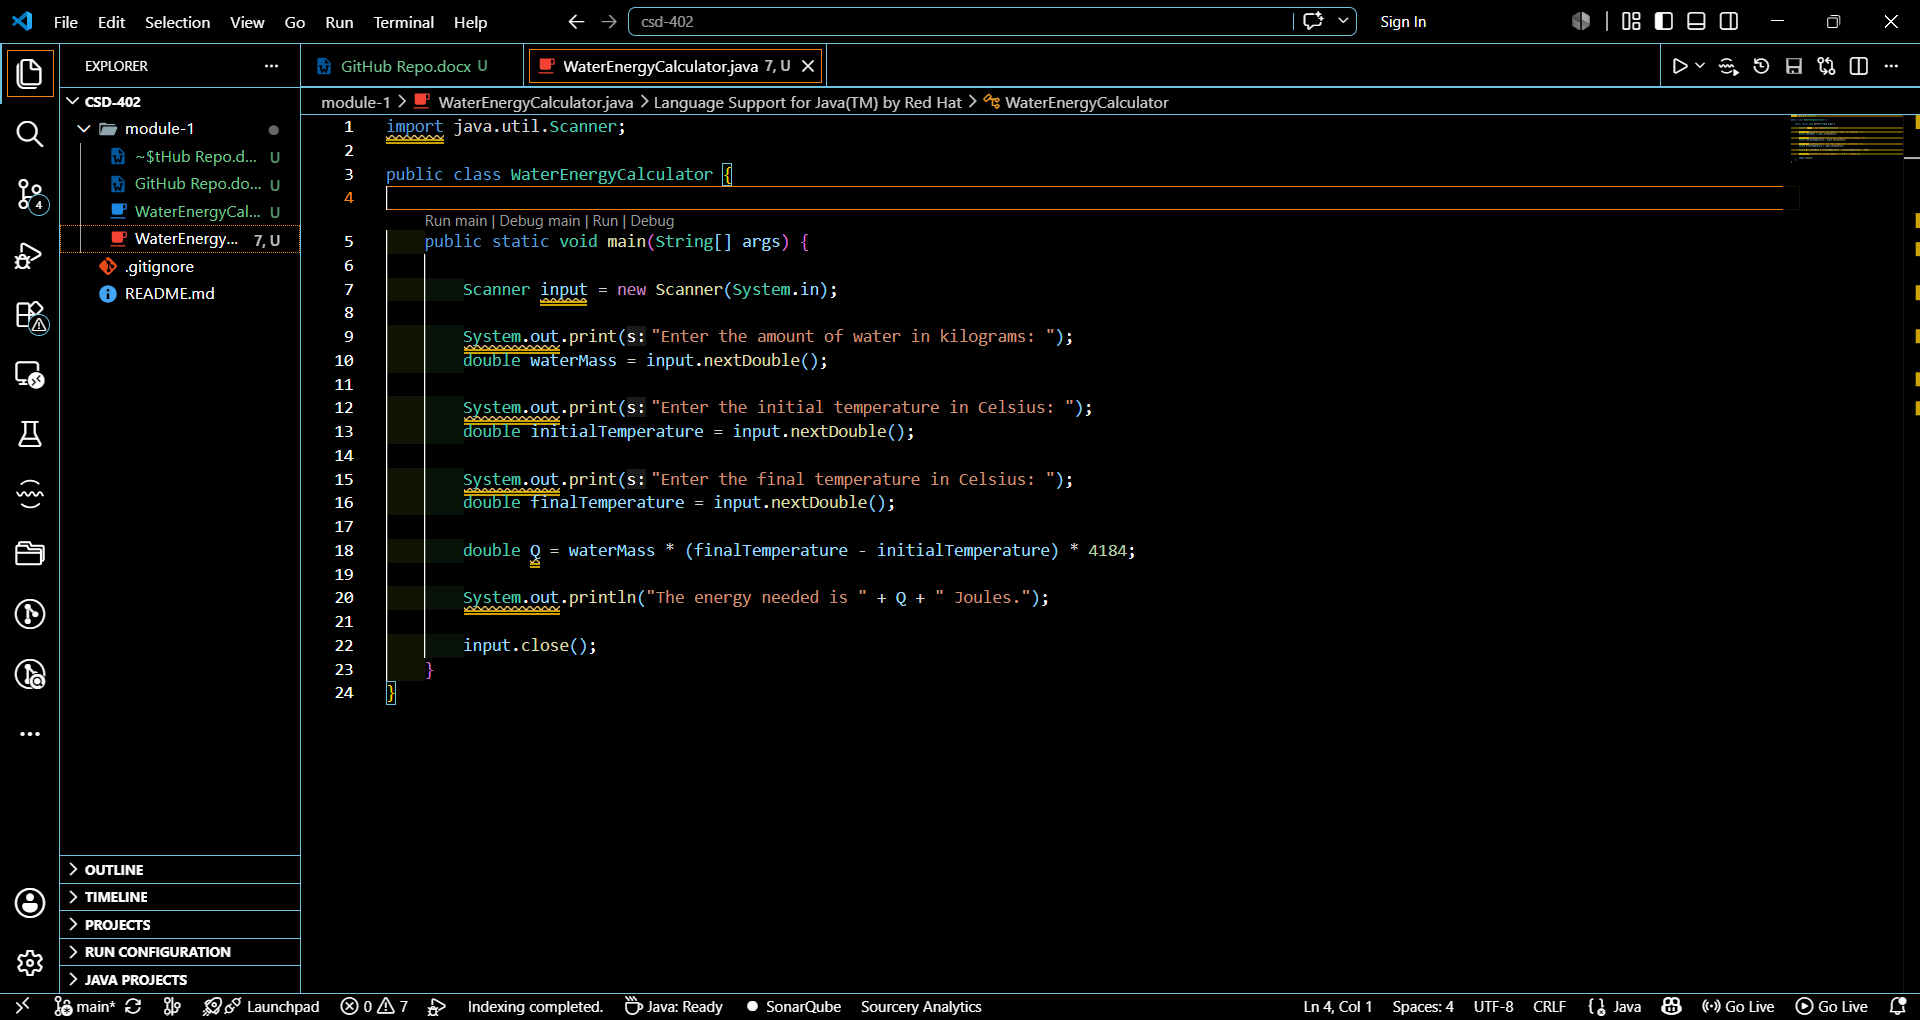 File Edit Selection View Go Run Terminal Help
csd-402
Sign In
EXPLORER
GitHub Repo.docx U
WaterEnergyCalculator.java 7, U
CSD-402
module-1
~$tHub Repo.d... U
GitHub Repo.do... U
WaterEnergyCal... U
WaterEnergy... 7, U
.gitignore
README.md
module-1 > WaterEnergyCalculator.java > Language Support for Java(TM) by Red Hat > WaterEnergyCalculator
1 import java.util.Scanner;
2
3 public class WaterEnergyCalculator {
4
Run main | Debug main | Run | Debug
5 public static void main(String[] args) {
6
7 Scanner input = new Scanner(System.in);
8
9 System.out.print(s: "Enter the amount of water in kilograms: ");
10 double waterMass = input.nextDouble();
11
12 System.out.print(s: "Enter the initial temperature in Celsius: ");
13 double initialTemperature = input.nextDouble();
14
15 System.out.print(s: "Enter the final temperature in Celsius: ");
16 double finalTemperature = input.nextDouble();
17
18 double Q = waterMass * (finalTemperature - initialTemperature) * 4184;
19
20 System.out.println("The energy needed is " + Q + " Joules.");
21
22 input.close();
23 }
24 }
4
OUTLINE
TIMELINE
PROJECTS
RUN CONFIGURATION
JAVA PROJECTS
main* Launchpad 0 7 Indexing completed. Java: Ready SonarQube Sourcery Analytics Ln 4, Col 1 Spaces: 4 UTF-8 CRLF Java Go Live Go Live